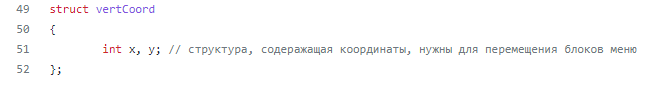 49 struct vertCoord
50 {
51 int x, y; // структура, содеражащая координаты, нужны для перемещения блоков меню
52 };